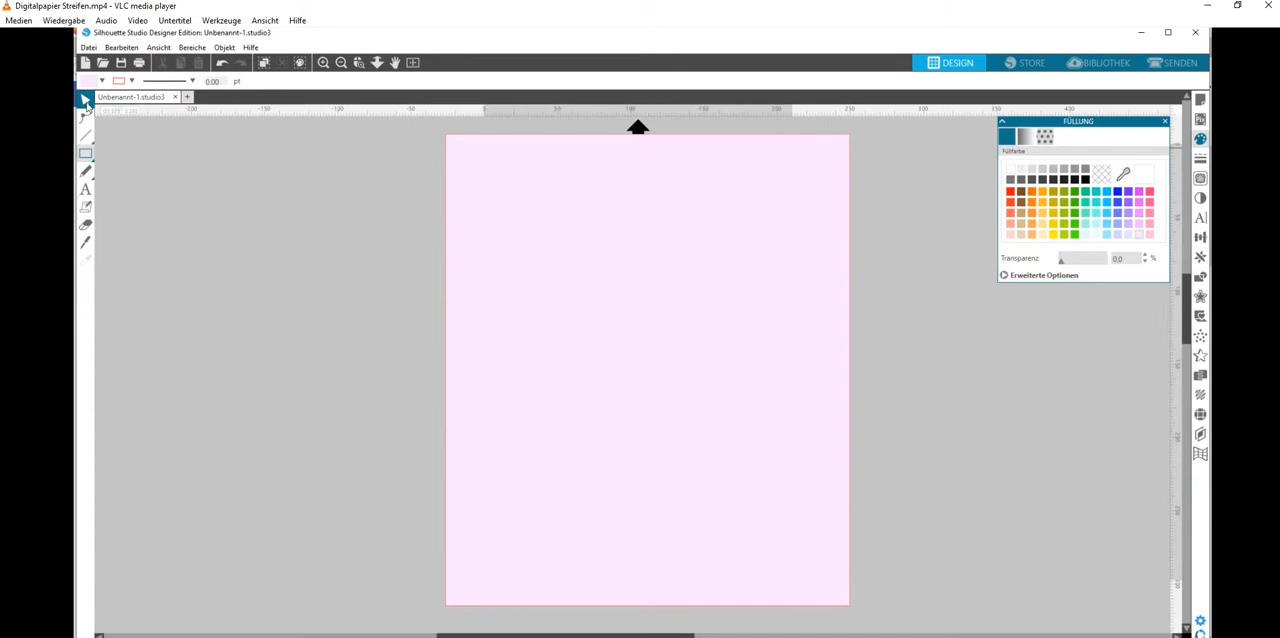 Digitalpapier Streifen.mp4 - VLC media player
Medien Wiedergabe Audio Video Untertitel Werkzeuge Ansicht Hilfe
Silhouette Studio Designer Edition: Unbenannt-1.studio3
Datei Bearbeiten Ansicht Bereiche Objekt Hilfe
DESIGN STORE BIBLIOTHEK SENDEN
0.00 pt
Unbenannt-1.studio3
FÜLLUNG
Füllfarbe
Transparenz 0,0 %
Erweiterte Optionen